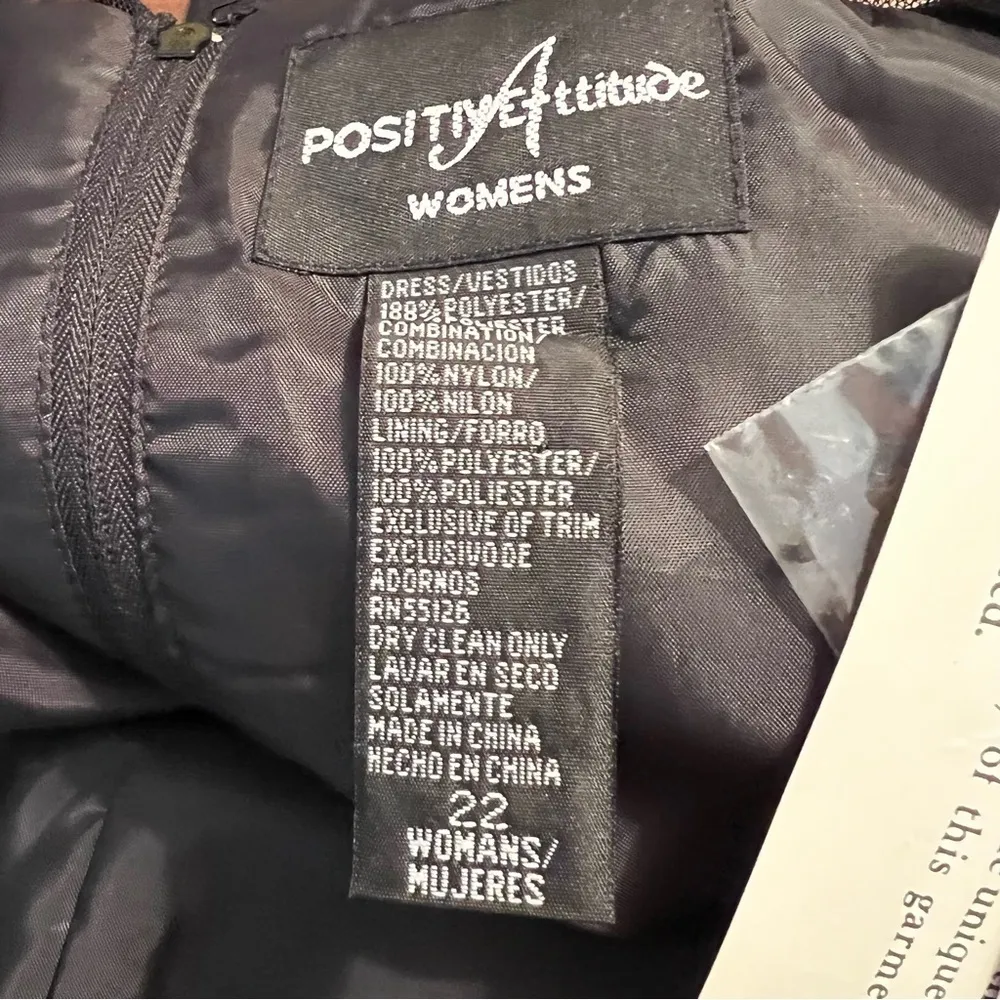 POSITIVE Attitude
WOMENS
DRESS/VESTIDOS
100% POLYESTER/
COMBINATION/
COMBINACION
100% NYLON/
100% NILON
LINING/FORRO
100% POLYESTER/
100% POLIESTER
EXCLUSIVE OF TRIM
EXCLUSIVO DE
ADORNOS
RN55126
DRY CLEAN ONLY
LAVAR EN SECO
SOLAMENTE
MADE IN CHINA
HECHO EN CHINA
22
WOMANS/
MUJERES
of this
unique
garme